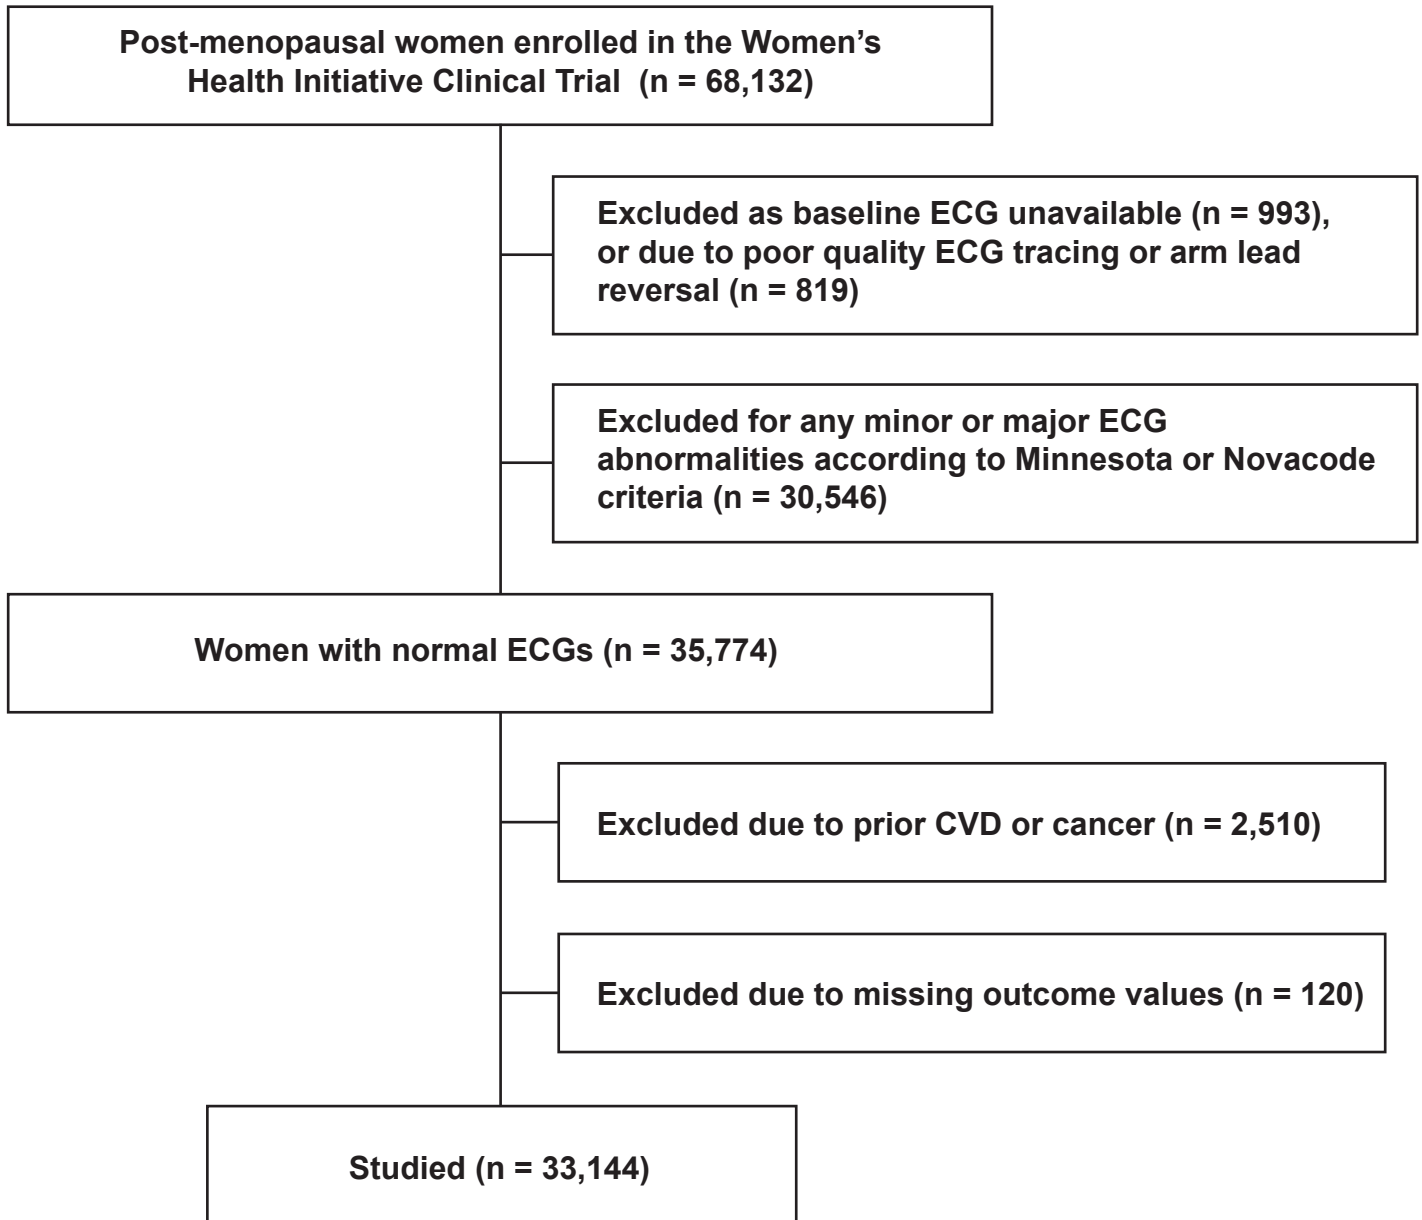 Post-menopausal women enrolled in the Women’s
Health Initiative Clinical Trial  (n = 68,132)
Excluded as baseline ECG unavailable (n = 993),
or due to poor quality ECG tracing or arm lead
reversal (n = 819)
Excluded for any minor or major ECG
abnormalities according to Minnesota or Novacode
criteria (n = 30,546)
Women with normal ECGs (n = 35,774)
Excluded due to prior CVD or cancer (n = 2,510)
Excluded due to missing outcome values (n = 120)
Studied (n = 33,144)